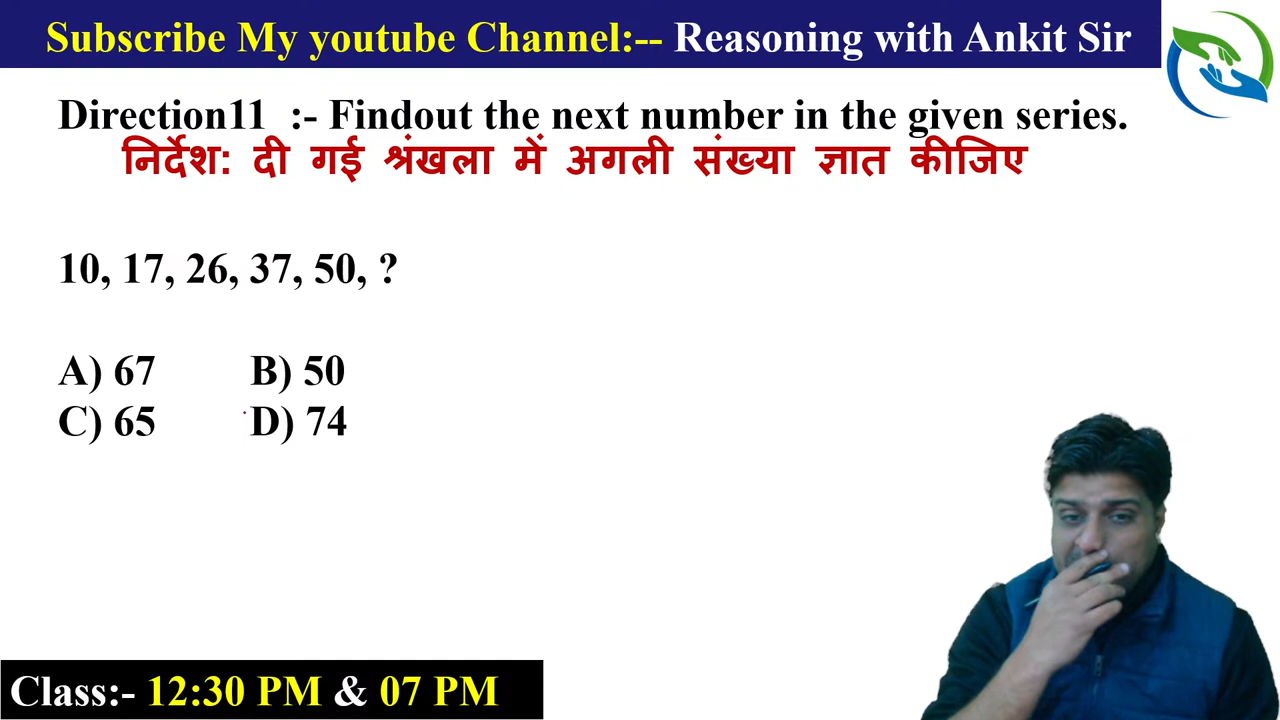 Subscribe My youtube Channel:-- Reasoning with Ankit Sir
Direction11 :- Findout the next number in the given series.
निर्देश: दी गई श्रंखला में अगली संख्या ज्ञात कीजिए
10, 17, 26, 37, 50, ?
A) 67 B) 50
C) 65 D) 74
Class:- 12:30 PM & 07 PM